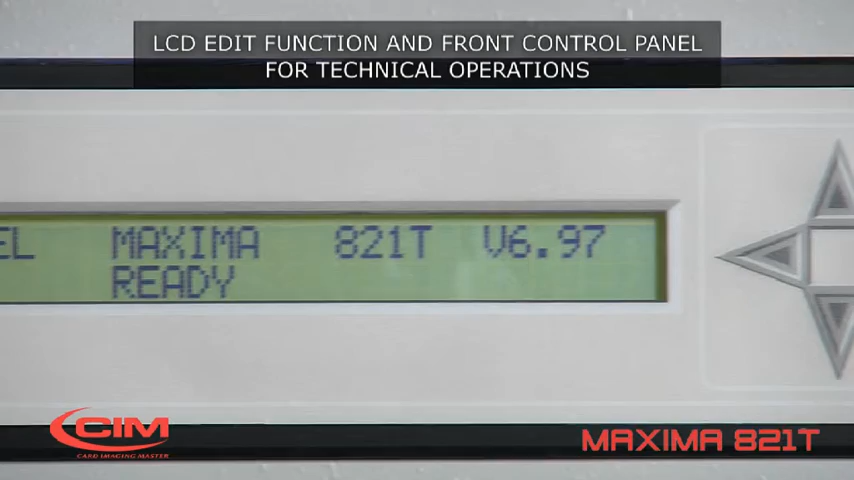 LCD EDIT FUNCTION AND FRONT CONTROL PANEL
FOR TECHNICAL OPERATIONS
EL MAXIMA 821T V6.97
READY
CIM
CARD IMAGING MASTER
MAXIMA 821T